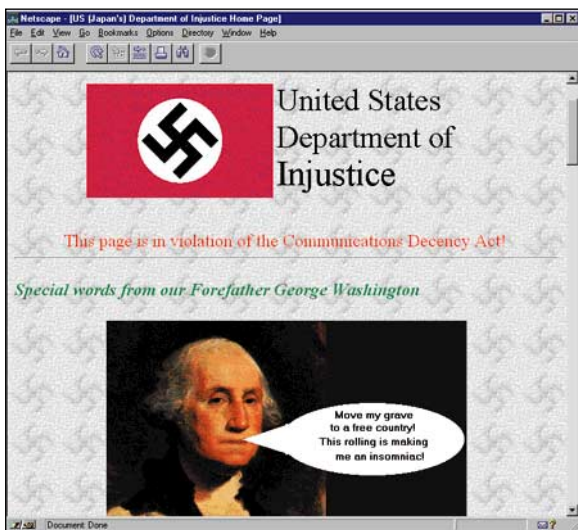 Netscape - [US (Japan's) Department of Injustice Home Page]
File Edit View Go Bookmarks Options Directory Window Help
United States
Department of
Injustice
This page is in violation of the Communications Decency Act!
Special words from our Forefather George Washington
Move my grave
to a free country!
This rolling is making
me an insomniac!
Document: Done